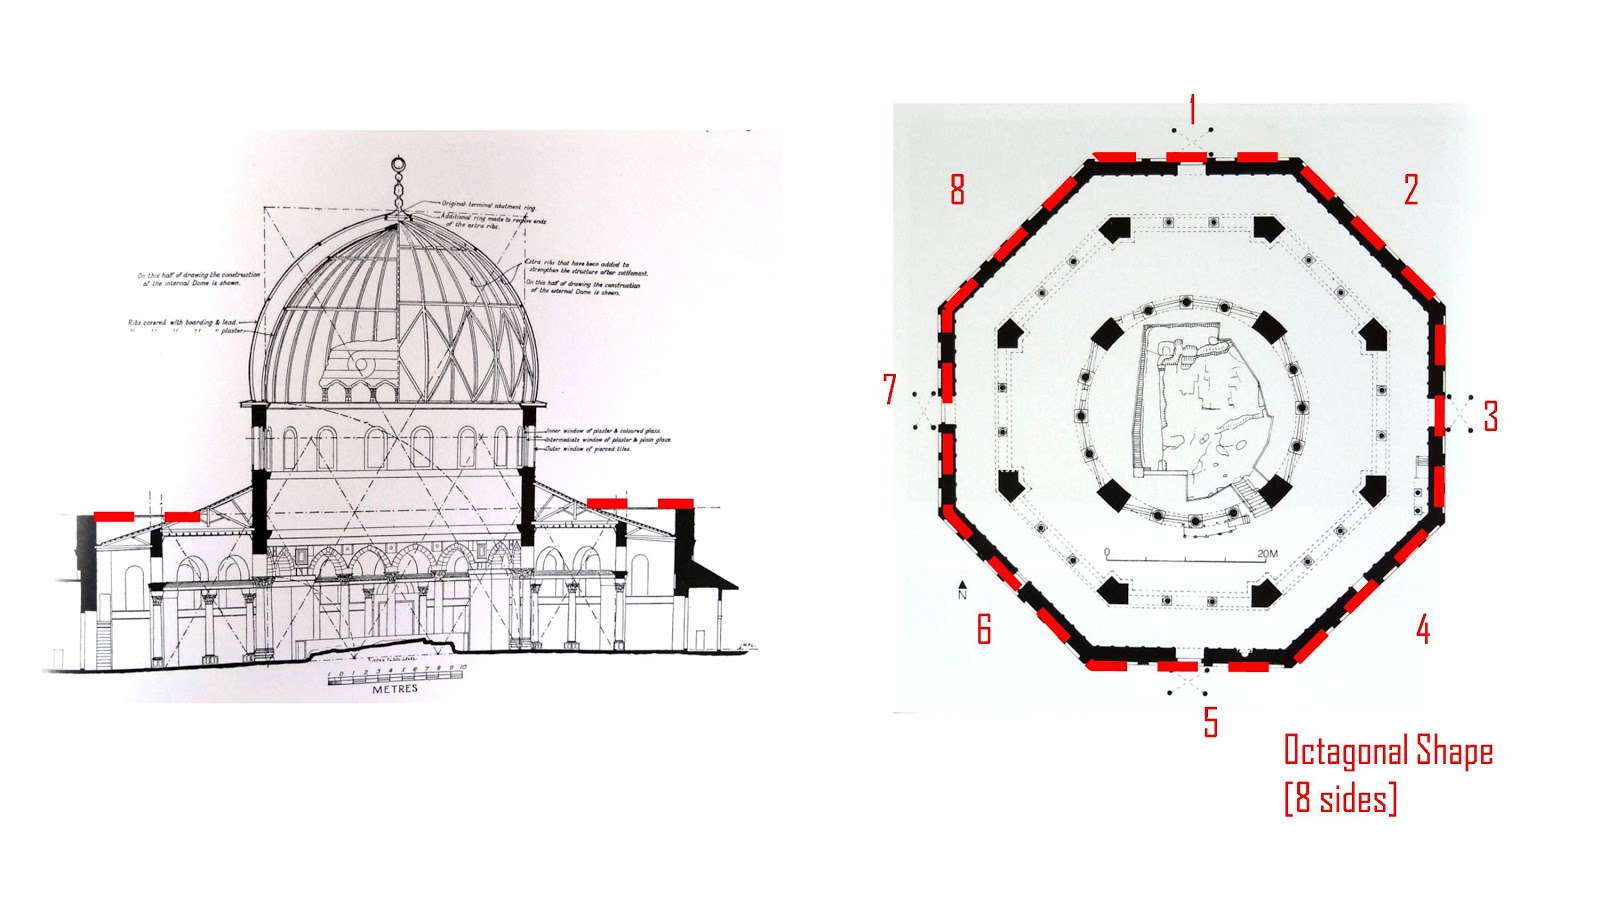 Original terminal abutment ring.
Additional ring made to receive ends
of the extra ribs.
Extra ribs that have been added to
strengthen the structure after settlement.
On this half of drawing the construction
of the internal Dome is shown.
On this half of drawing the construction
of the external Dome is shown.
Ribs covered with boarding & lead.
" " " " " plaster.
Inner window of plaster & coloured glass.
Intermediate window of plaster & plain glass.
Outer window of pierced tiles.
1 0 1 2 3 4 5 6 7 8 9 10
METRES
1
8
2
7
3
0
20M
N
6
4
5
Octagonal Shape
[8 sides]